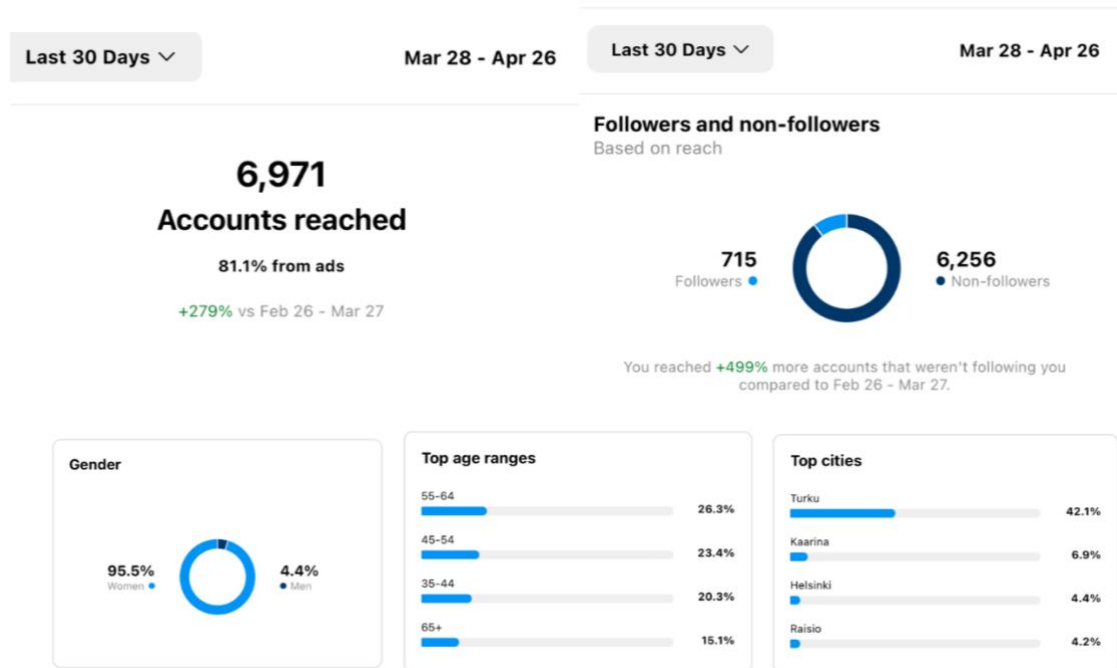 Last 30 Days
Mar 28 - Apr 26
6,971
Accounts reached
81.1% from ads
+279% vs Feb 26 - Mar 27
Last 30 Days
Mar 28 - Apr 26
Followers and non-followers
Based on reach
715
Followers
6,256
Non-followers
You reached +499% more accounts that weren't following you
compared to Feb 26 - Mar 27.
Gender
95.5%
Women
4.4%
Men
Top age ranges
55-64
26.3%
45-54
23.4%
35-44
20.3%
65+
15.1%
Top cities
Turku
42.1%
Kaarina
6.9%
Helsinki
4.4%
Raisio
4.2%